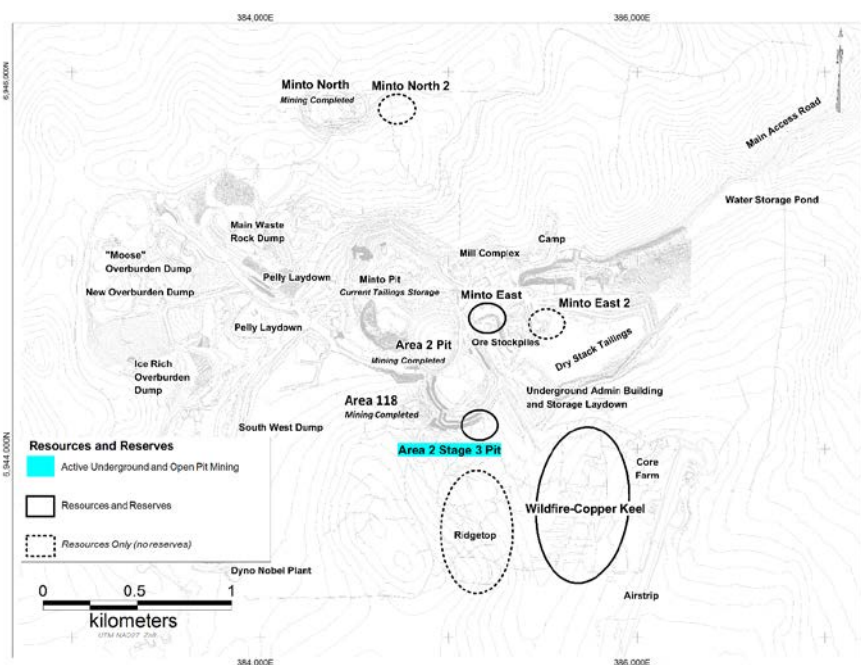 384,000E
386,000E
6,946,000N
Minto North
Mining Completed
Minto North 2
Main Access Road
Water Storage Pond
Main Waste
Rock Dump
Camp
Mill Complex
"Moose"
Overburden Dump
Pelly Laydown
Minto Pit
Current Tailings Storage
New Overburden Dump
Minto East
Minto East 2
Pelly Laydown
Area 2 Pit
Mining Completed
Ore Stockpiles
Dry Stack Tailings
Ice Rich
Overburden
Dump
Underground Admin Building
and Storage Laydown
Area 118
Mining Completed
South West Dump
Area 2 Stage 3 Pit
Resources and Reserves
Active Underground and Open Pit Mining
Resources and Reserves
Resources Only (no reserves)
Core
Farm
Wildfire-Copper Keel
Ridgetop
Dyno Nobel Plant
Airstrip
0 0.5 1
kilometers
384,000E
386,000E